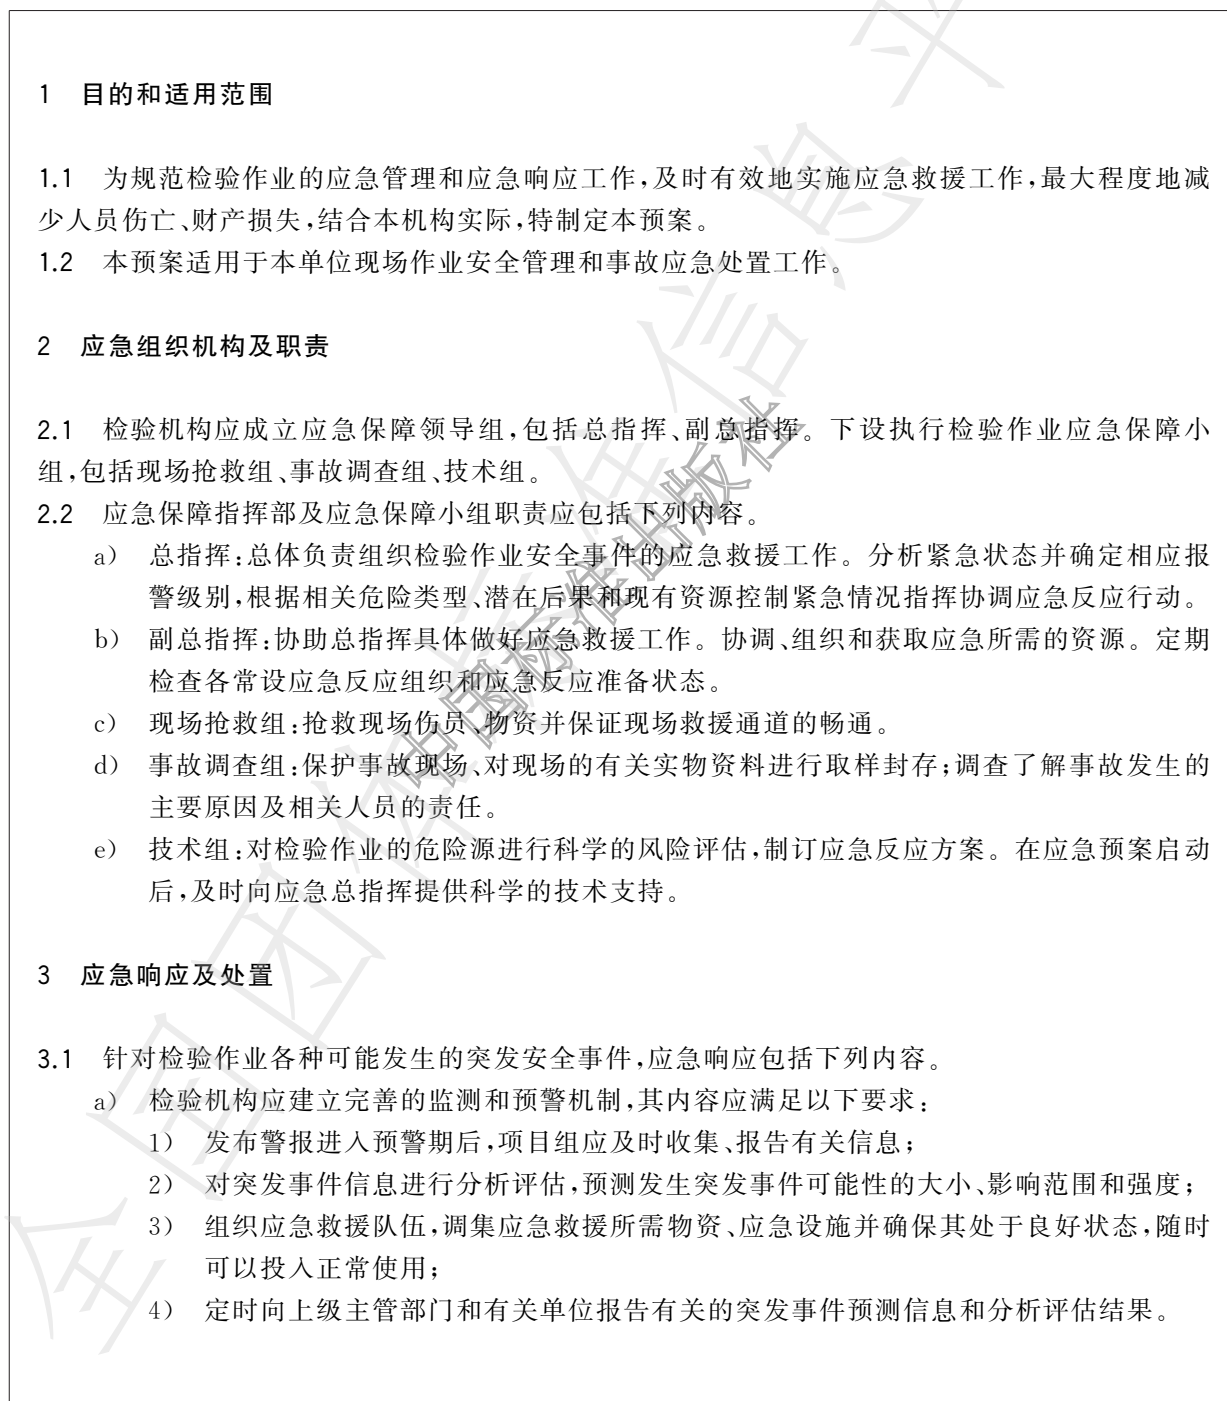 1 目的和适用范围
1.1 为规范检验作业的应急管理和应急响应工作,及时有效地实施应急救援工作,最大程度地减
少人员伤亡、财产损失,结合本机构实际,特制定本预案。
1.2 本预案适用于本单位现场作业安全管理和事故应急处置工作。
2 应急组织机构及职责
2.1 检验机构应成立应急保障领导组,包括总指挥、副总指挥。下设执行检验作业应急保障小
组,包括现场抢救组、事故调查组、技术组。
2.2 应急保障指挥部及应急保障小组职责应包括下列内容。
a) 总指挥:总体负责组织检验作业安全事件的应急救援工作。分析紧急状态并确定相应报
警级别,根据相关危险类型、潜在后果和现有资源控制紧急情况指挥协调应急反应行动。
b) 副总指挥:协助总指挥具体做好应急救援工作。协调、组织和获取应急所需的资源。定期
检查各常设应急反应组织和应急反应准备状态。
c) 现场抢救组:抢救现场伤员、物资并保证现场救援通道的畅通。
d) 事故调查组:保护事故现场、对现场的有关实物资料进行取样封存;调查了解事故发生的
主要原因及相关人员的责任。
e) 技术组:对检验作业的危险源进行科学的风险评估,制订应急反应方案。在应急预案启动
后,及时向应急总指挥提供科学的技术支持。
3 应急响应及处置
3.1 针对检验作业各种可能发生的突发安全事件,应急响应包括下列内容。
a) 检验机构应建立完善的监测和预警机制,其内容应满足以下要求:
1) 发布警报进入预警期后,项目组应及时收集、报告有关信息;
2) 对突发事件信息进行分析评估,预测发生突发事件可能性的大小、影响范围和强度;
3) 组织应急救援队伍,调集应急救援所需物资、应急设施并确保其处于良好状态,随时
可以投入正常使用;
4) 定时向上级主管部门和有关单位报告有关的突发事件预测信息和分析评估结果。
中国标准出版社
全国团体标准信息平